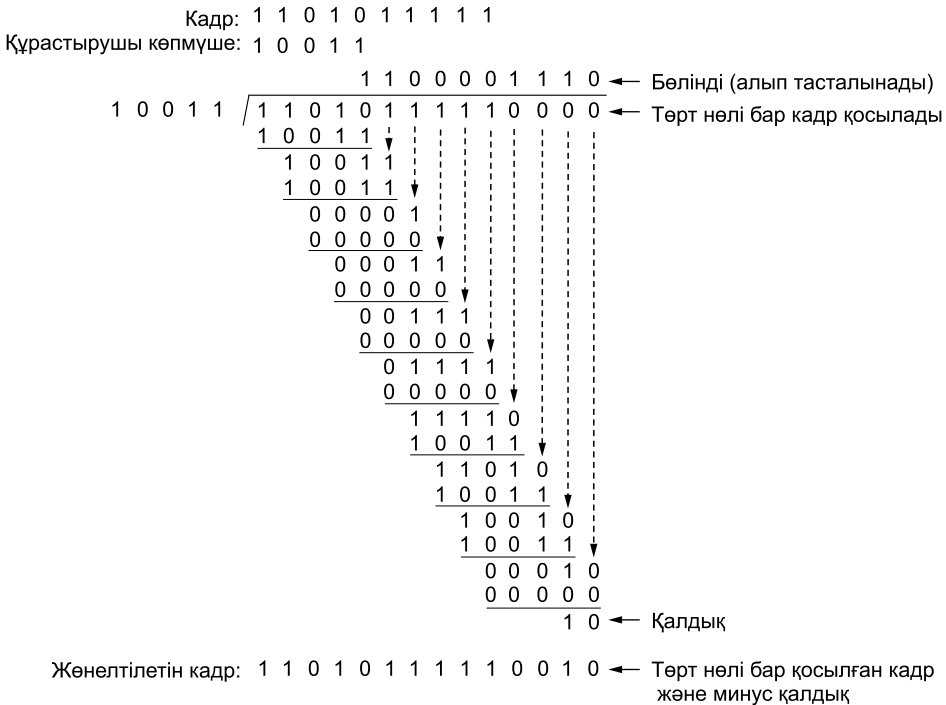 Кадр: 1 1 0 1 0 1 1 1 1 1
Құрастырушы көпмүше: 1 0 0 1 1
1 1 0 0 0 0 1 1 1 0 Бөлінді (алып тасталынады)
1 0 0 1 1 1 1 0 1 0 1 1 1 1 1 0 0 0 0 Төрт нөлі бар кадр қосылады
1 0 0 1 1
1 0 0 1 1
1 0 0 1 1
0 0 0 0 1
0 0 0 0 0
0 0 0 1 1
0 0 0 0 0
0 0 1 1 1
0 0 0 0 0
0 1 1 1 1
0 0 0 0 0
1 1 1 1 0
1 0 0 1 1
1 1 0 1 0
1 0 0 1 1
1 0 0 1 0
1 0 0 1 1
0 0 0 1 0
0 0 0 0 0
1 0 Қалдық
Жөнелтілетін кадр: 1 1 0 1 0 1 1 1 1 1 0 0 1 0 Төрт нөлі бар қосылған кадр
және минус қалдық